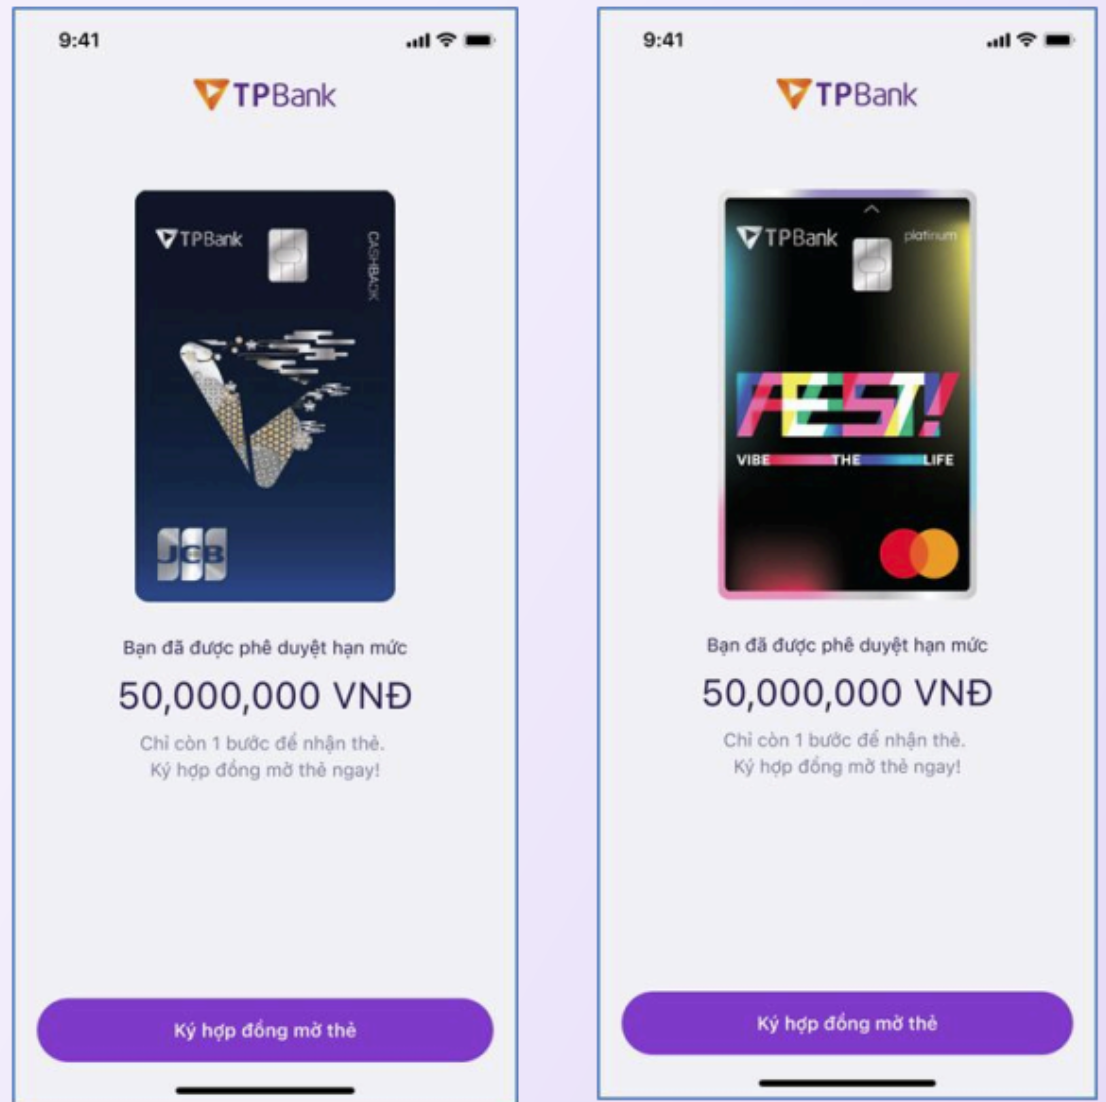 9:41
TPBank
TPBank
CASHBACK
JCB
Bạn đã được phê duyệt hạn mức
50,000,000 VNĐ
Chỉ còn 1 bước để nhận thẻ.
Ký hợp đồng mở thẻ ngay!
Ký hợp đồng mở thẻ
9:41
TPBank
TPBank
platinum
FEST!
VIBE THE LIFE
Bạn đã được phê duyệt hạn mức
50,000,000 VNĐ
Chỉ còn 1 bước để nhận thẻ.
Ký hợp đồng mở thẻ ngay!
Ký hợp đồng mở thẻ